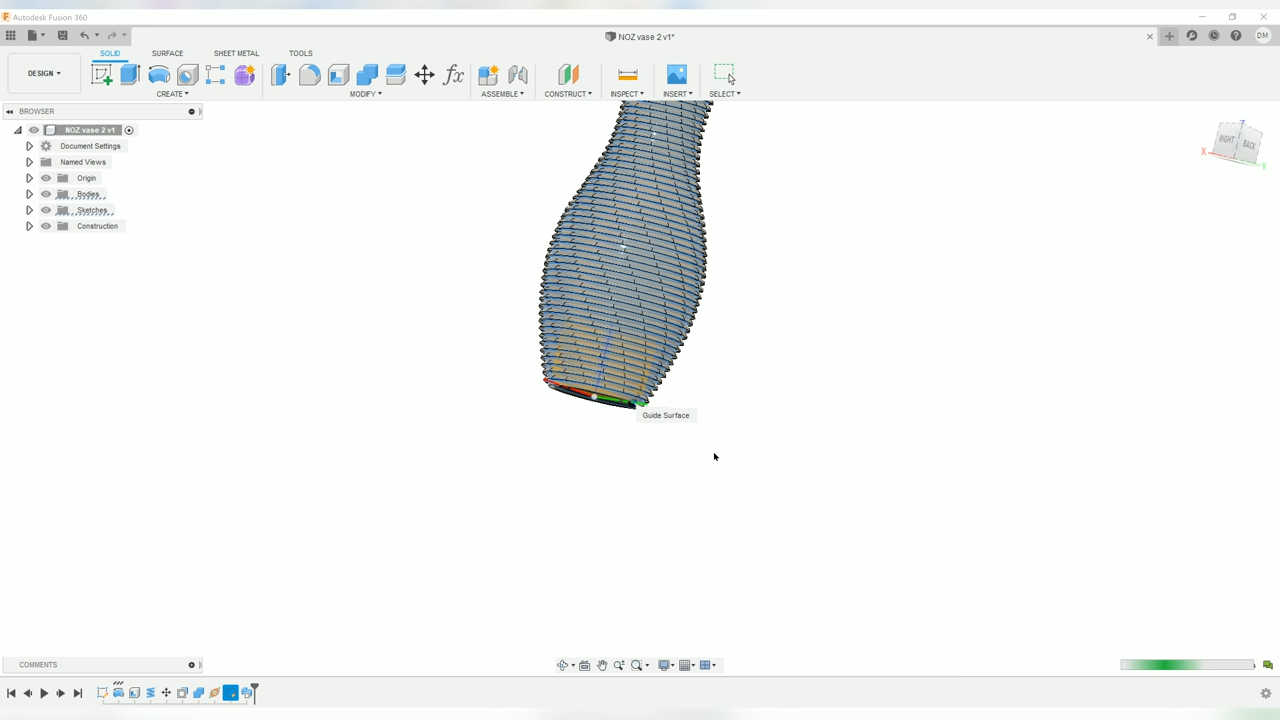 Autodesk Fusion 360
NOZ vase 2 v1*
DM
DESIGN
SOLID SURFACE SHEET METAL TOOLS
CREATE MODIFY ASSEMBLE CONSTRUCT INSPECT INSERT SELECT
BROWSER
NOZ vase 2 v1
Document Settings
Named Views
Origin
Bodies
Sketches
Construction
Z
RIGHT BACK
X Y
Guide Surface
COMMENTS